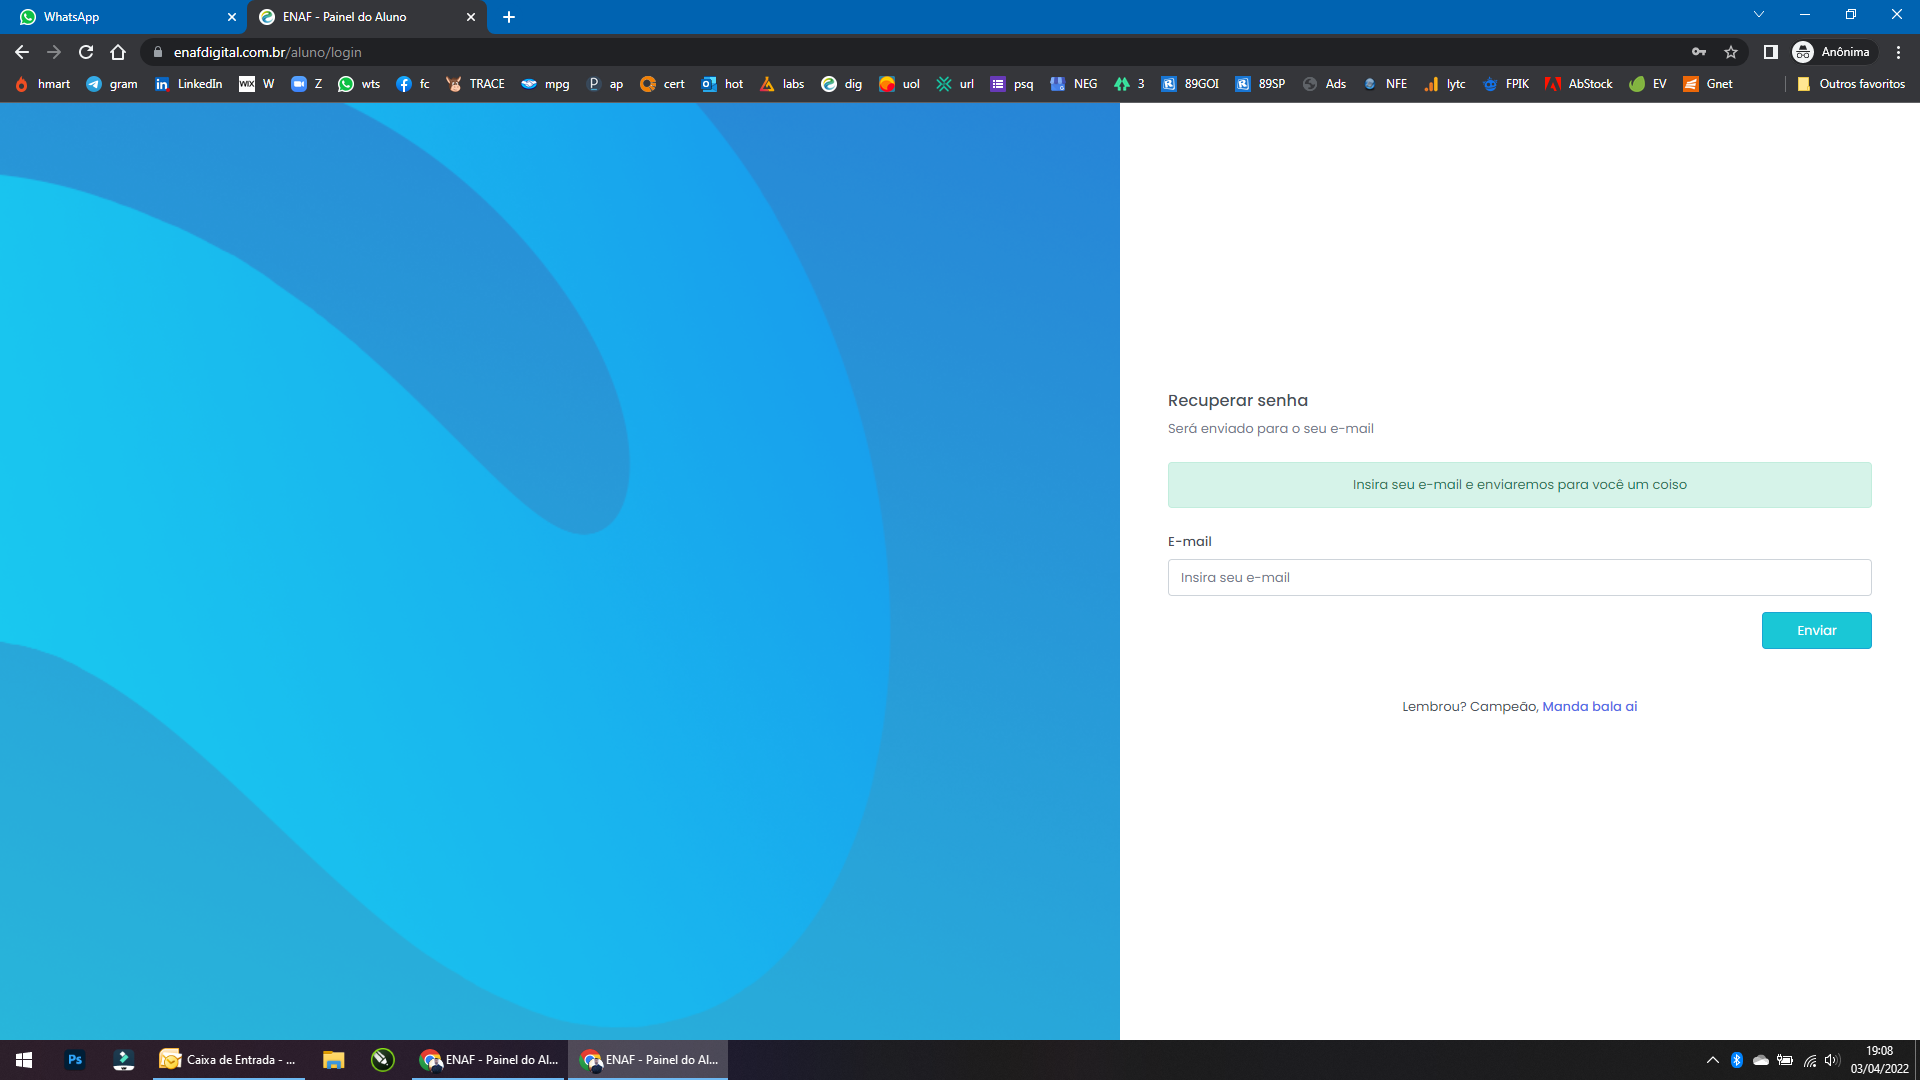 WhatsApp
ENAF - Painel do Aluno
enafdigital.com.br/aluno/login
Anônima
hmart gram LinkedIn WiX W Z wts fc TRACE mpg ap cert hot labs dig uol url psq NEG 3 89GOI 89SP Ads NFE lytc FPIK AbStock EV Gnet Outros favoritos
Recuperar senha
Será enviado para o seu e-mail
Insira seu e-mail e enviaremos para você um coiso
E-mail
Insira seu e-mail
Enviar
Lembrou? Campeão, Manda bala ai
Ps Caixa de Entrada - ... ENAF - Painel do Al... ENAF - Painel do Al...
19:08
03/04/2022